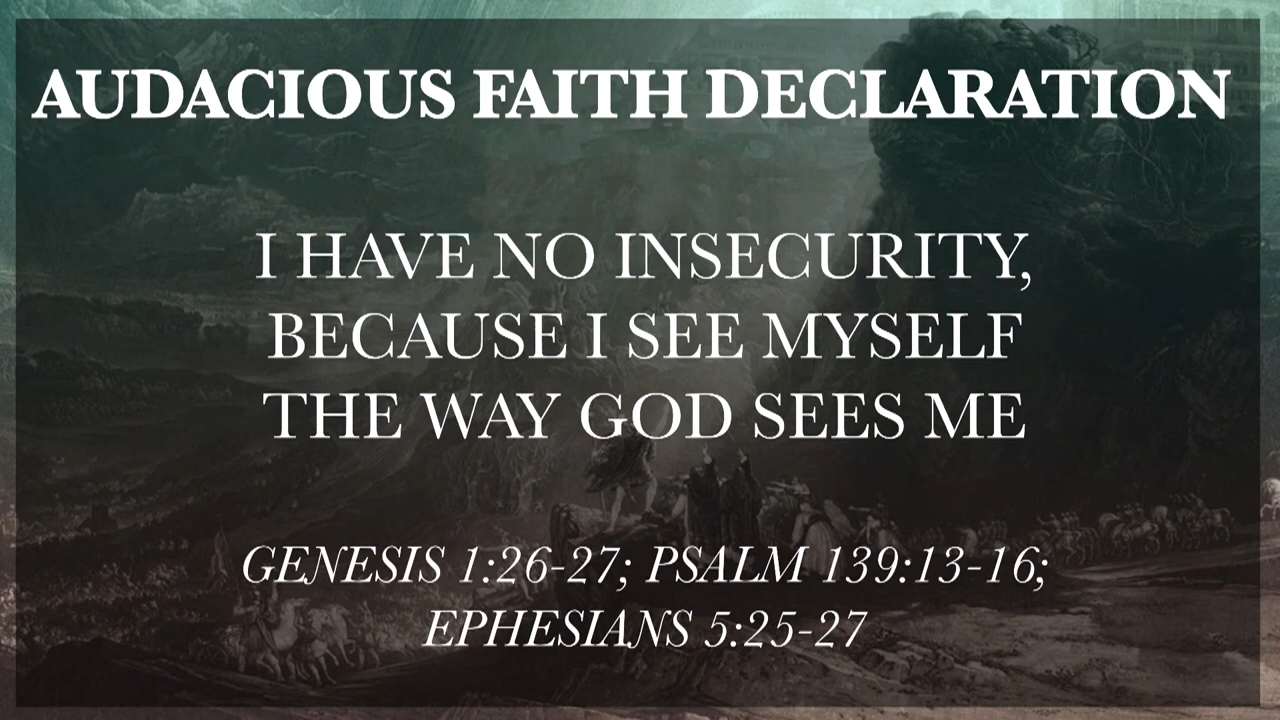 AUDACIOUS FAITH DECLARATION
I HAVE NO INSECURITY,
BECAUSE I SEE MYSELF
THE WAY GOD SEES ME
GENESIS 1:26-27; PSALM 139:13-16;
EPHESIANS 5:25-27